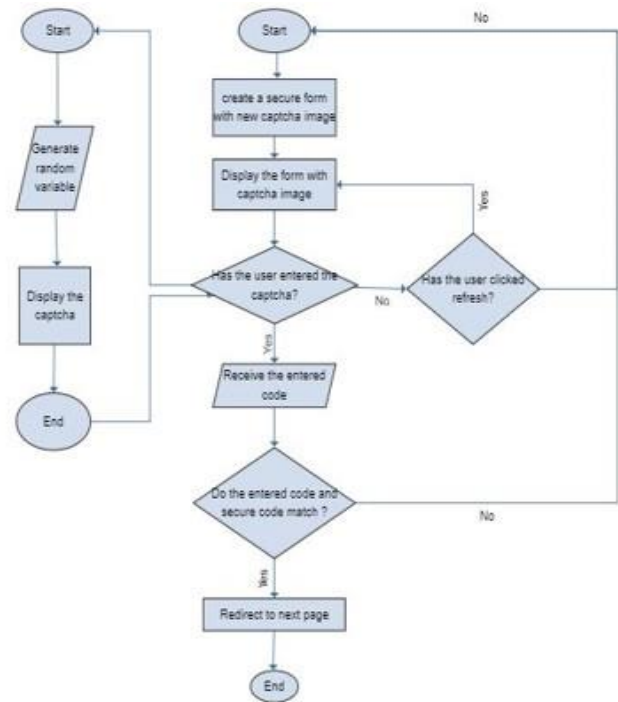 Start
Generate
random
variable
Display the
captcha
End
Start
create a secure form
with new captcha image
Display the form with
captcha image
Has the user entered the
captcha?
No
Has the user clicked
refresh?
Yes
No
Yes
Receive the entered
code
Do the entered code and
secure code match ?
No
Yes
Redirect to next page
End